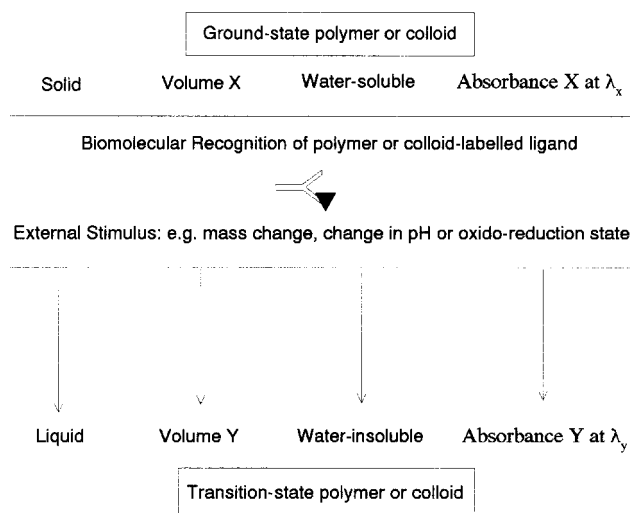 Ground-state polymer or colloid
Solid Volume X Water-soluble Absorbance X at λx
Biomolecular Recognition of polymer or colloid-labelled ligand
External Stimulus: e.g. mass change, change in pH or oxido-reduction state
Liquid Volume Y Water-insoluble Absorbance Y at λy
Transition-state polymer or colloid